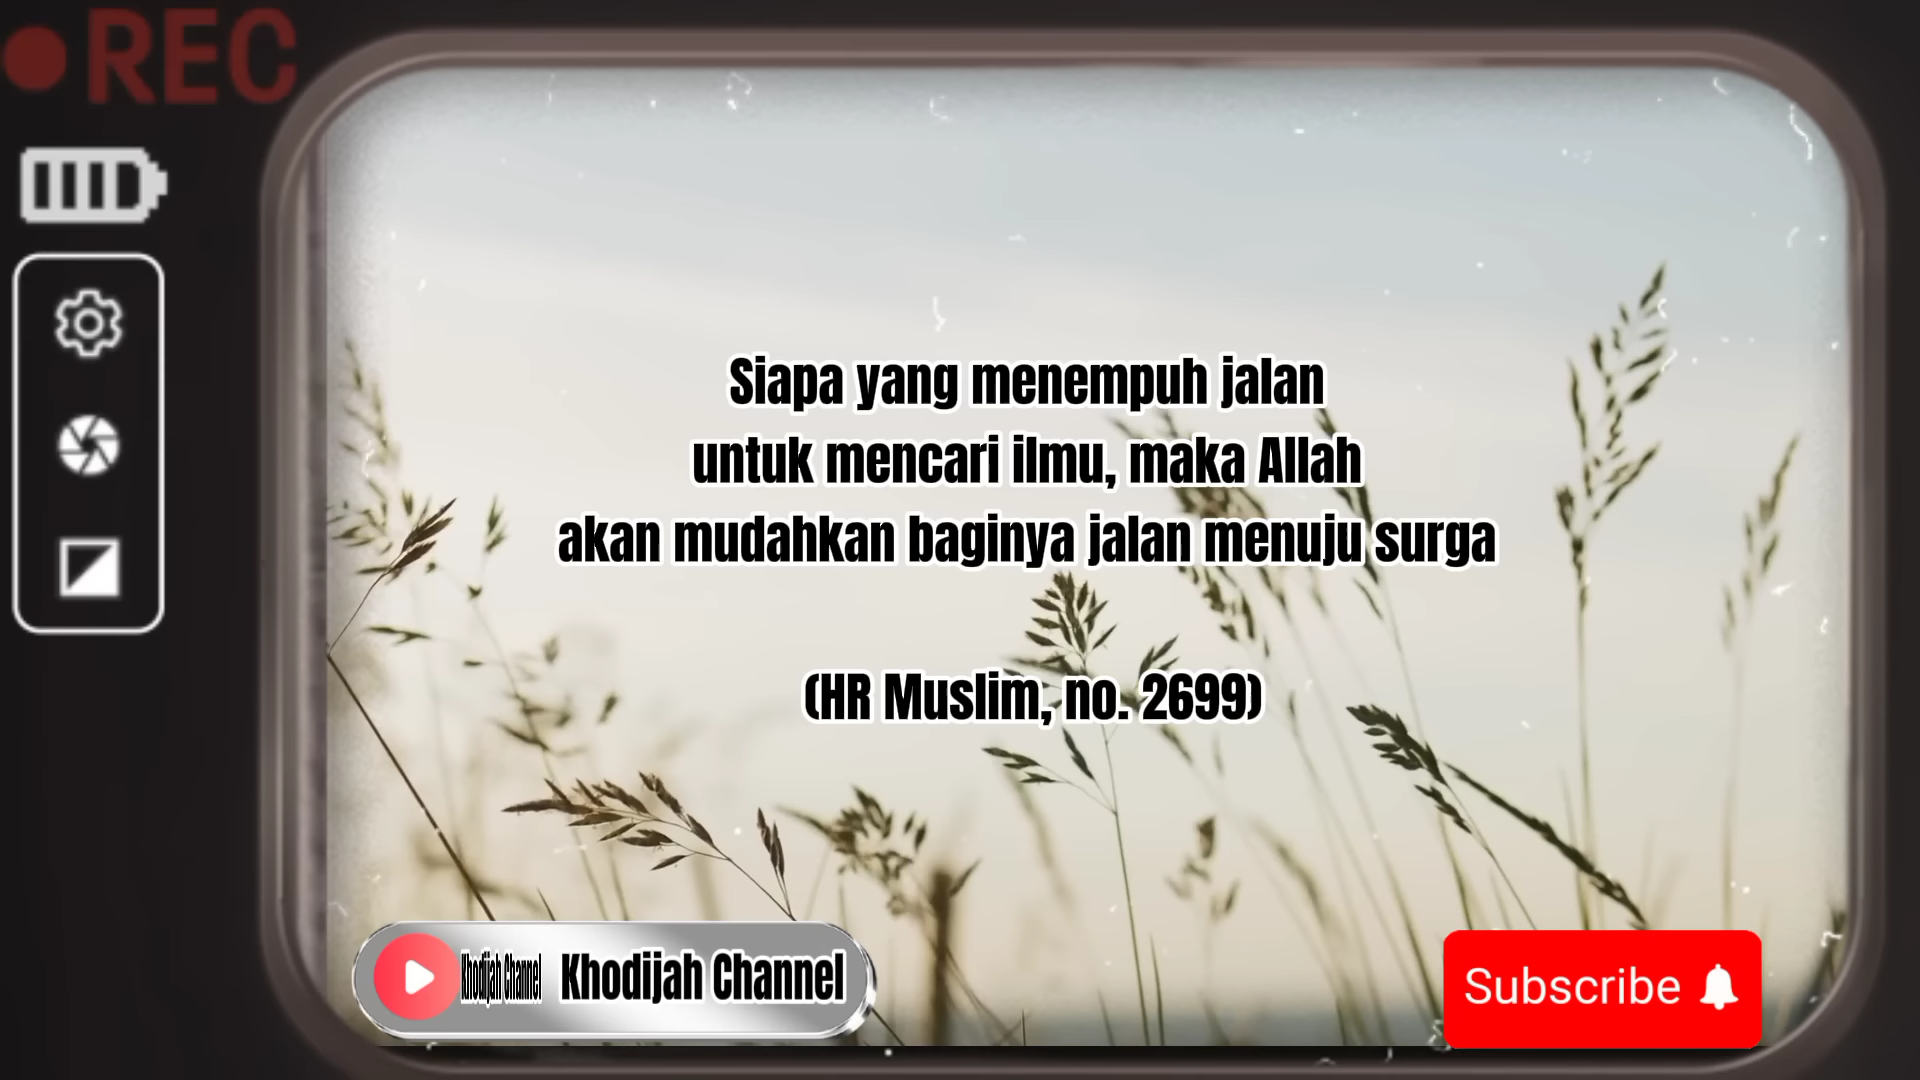 REC
Siapa yang menempuh jalan
untuk mencari ilmu, maka Allah
akan mudahkan baginya jalan menuju surga
(HR Muslim, no. 2699)
Khodijah Channel Khodijah Channel
Subscribe